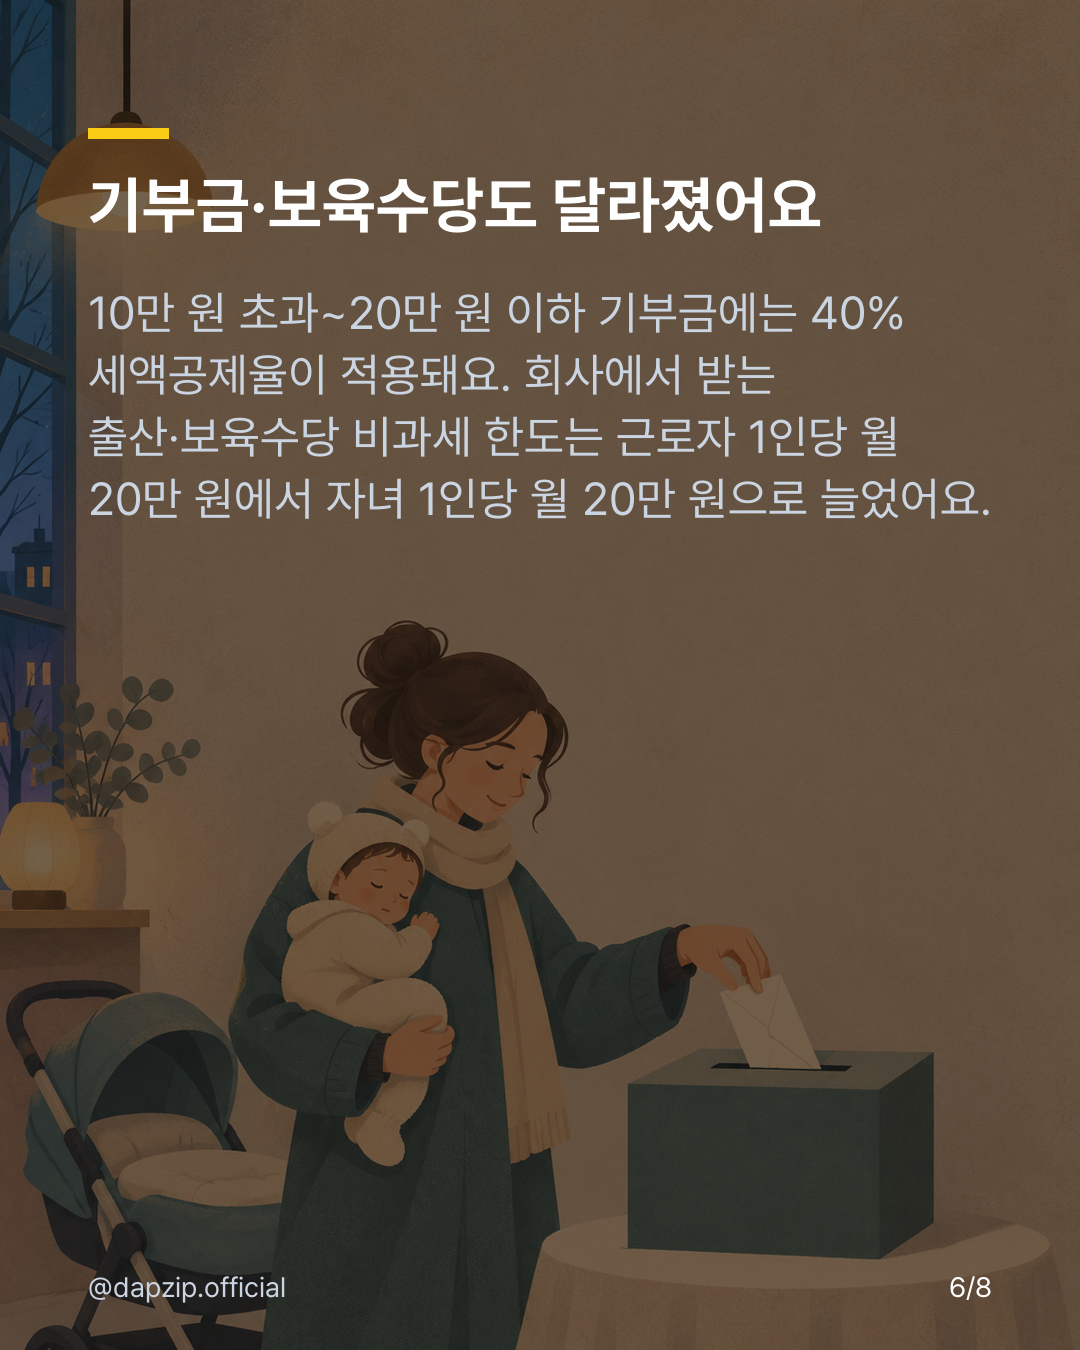 기부금·보육수당도 달라졌어요
10만 원 초과~20만 원 이하 기부금에는 40%
세액공제율이 적용돼요. 회사에서 받는
출산·보육수당 비과세 한도는 근로자 1인당 월
20만 원에서 자녀 1인당 월 20만 원으로 늘었어요.
@dapzip.official
6/8